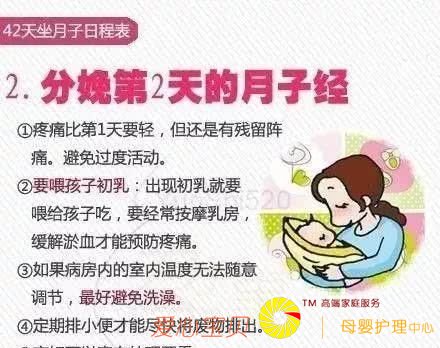 42天坐月子日程表
2. 分娩第2天的月子经
①疼痛比第1天要轻，但还是有残留阵
痛。避免过度活动。
②要喂孩子初乳：出现初乳就要
喂给孩子吃，要经常按摩乳房，
缓解淤血才能预防疼痛。
③如果病房内的室内温度无法随意
调节，最好避免洗澡。
TM 高端家庭服务
④定期排小便才能尽快将废物排出。
母婴护理中心